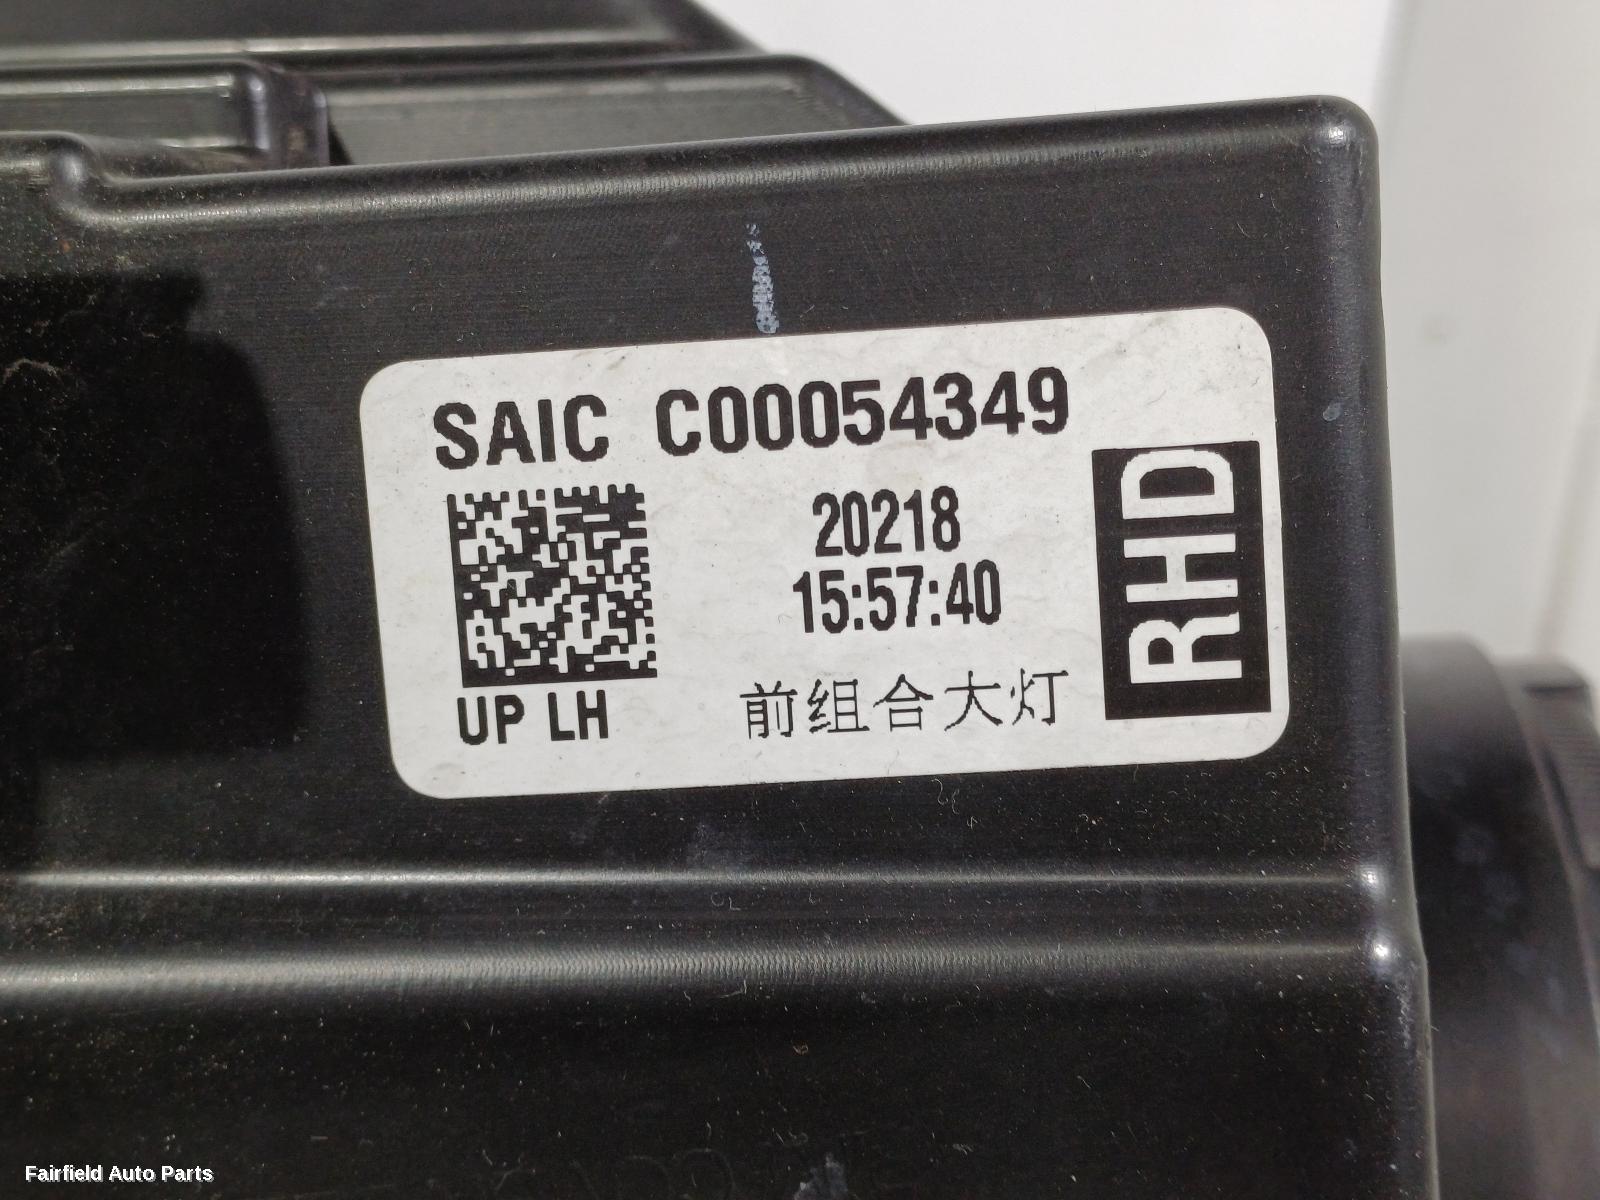 SAIC C00054349
20218
15:57:40
RHD
UP LH
前组合大灯
Fairfield Auto Parts